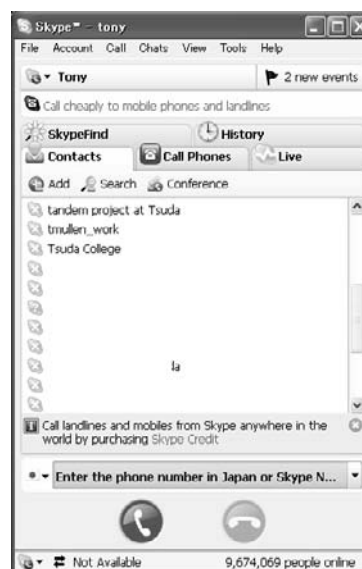 Skype™ - tony
File Account Call Chats View Tools Help
Tony 2 new events
Call cheaply to mobile phones and landlines
SkypeFind History
Contacts Call Phones Live
Add Search Conference
tandem project at Tsuda
tmullen_work
Tsuda College
la
Call landlines and mobiles from Skype anywhere in the
world by purchasing Skype Credit
Enter the phone number in Japan or Skype N...
Not Available 9,674,069 people online